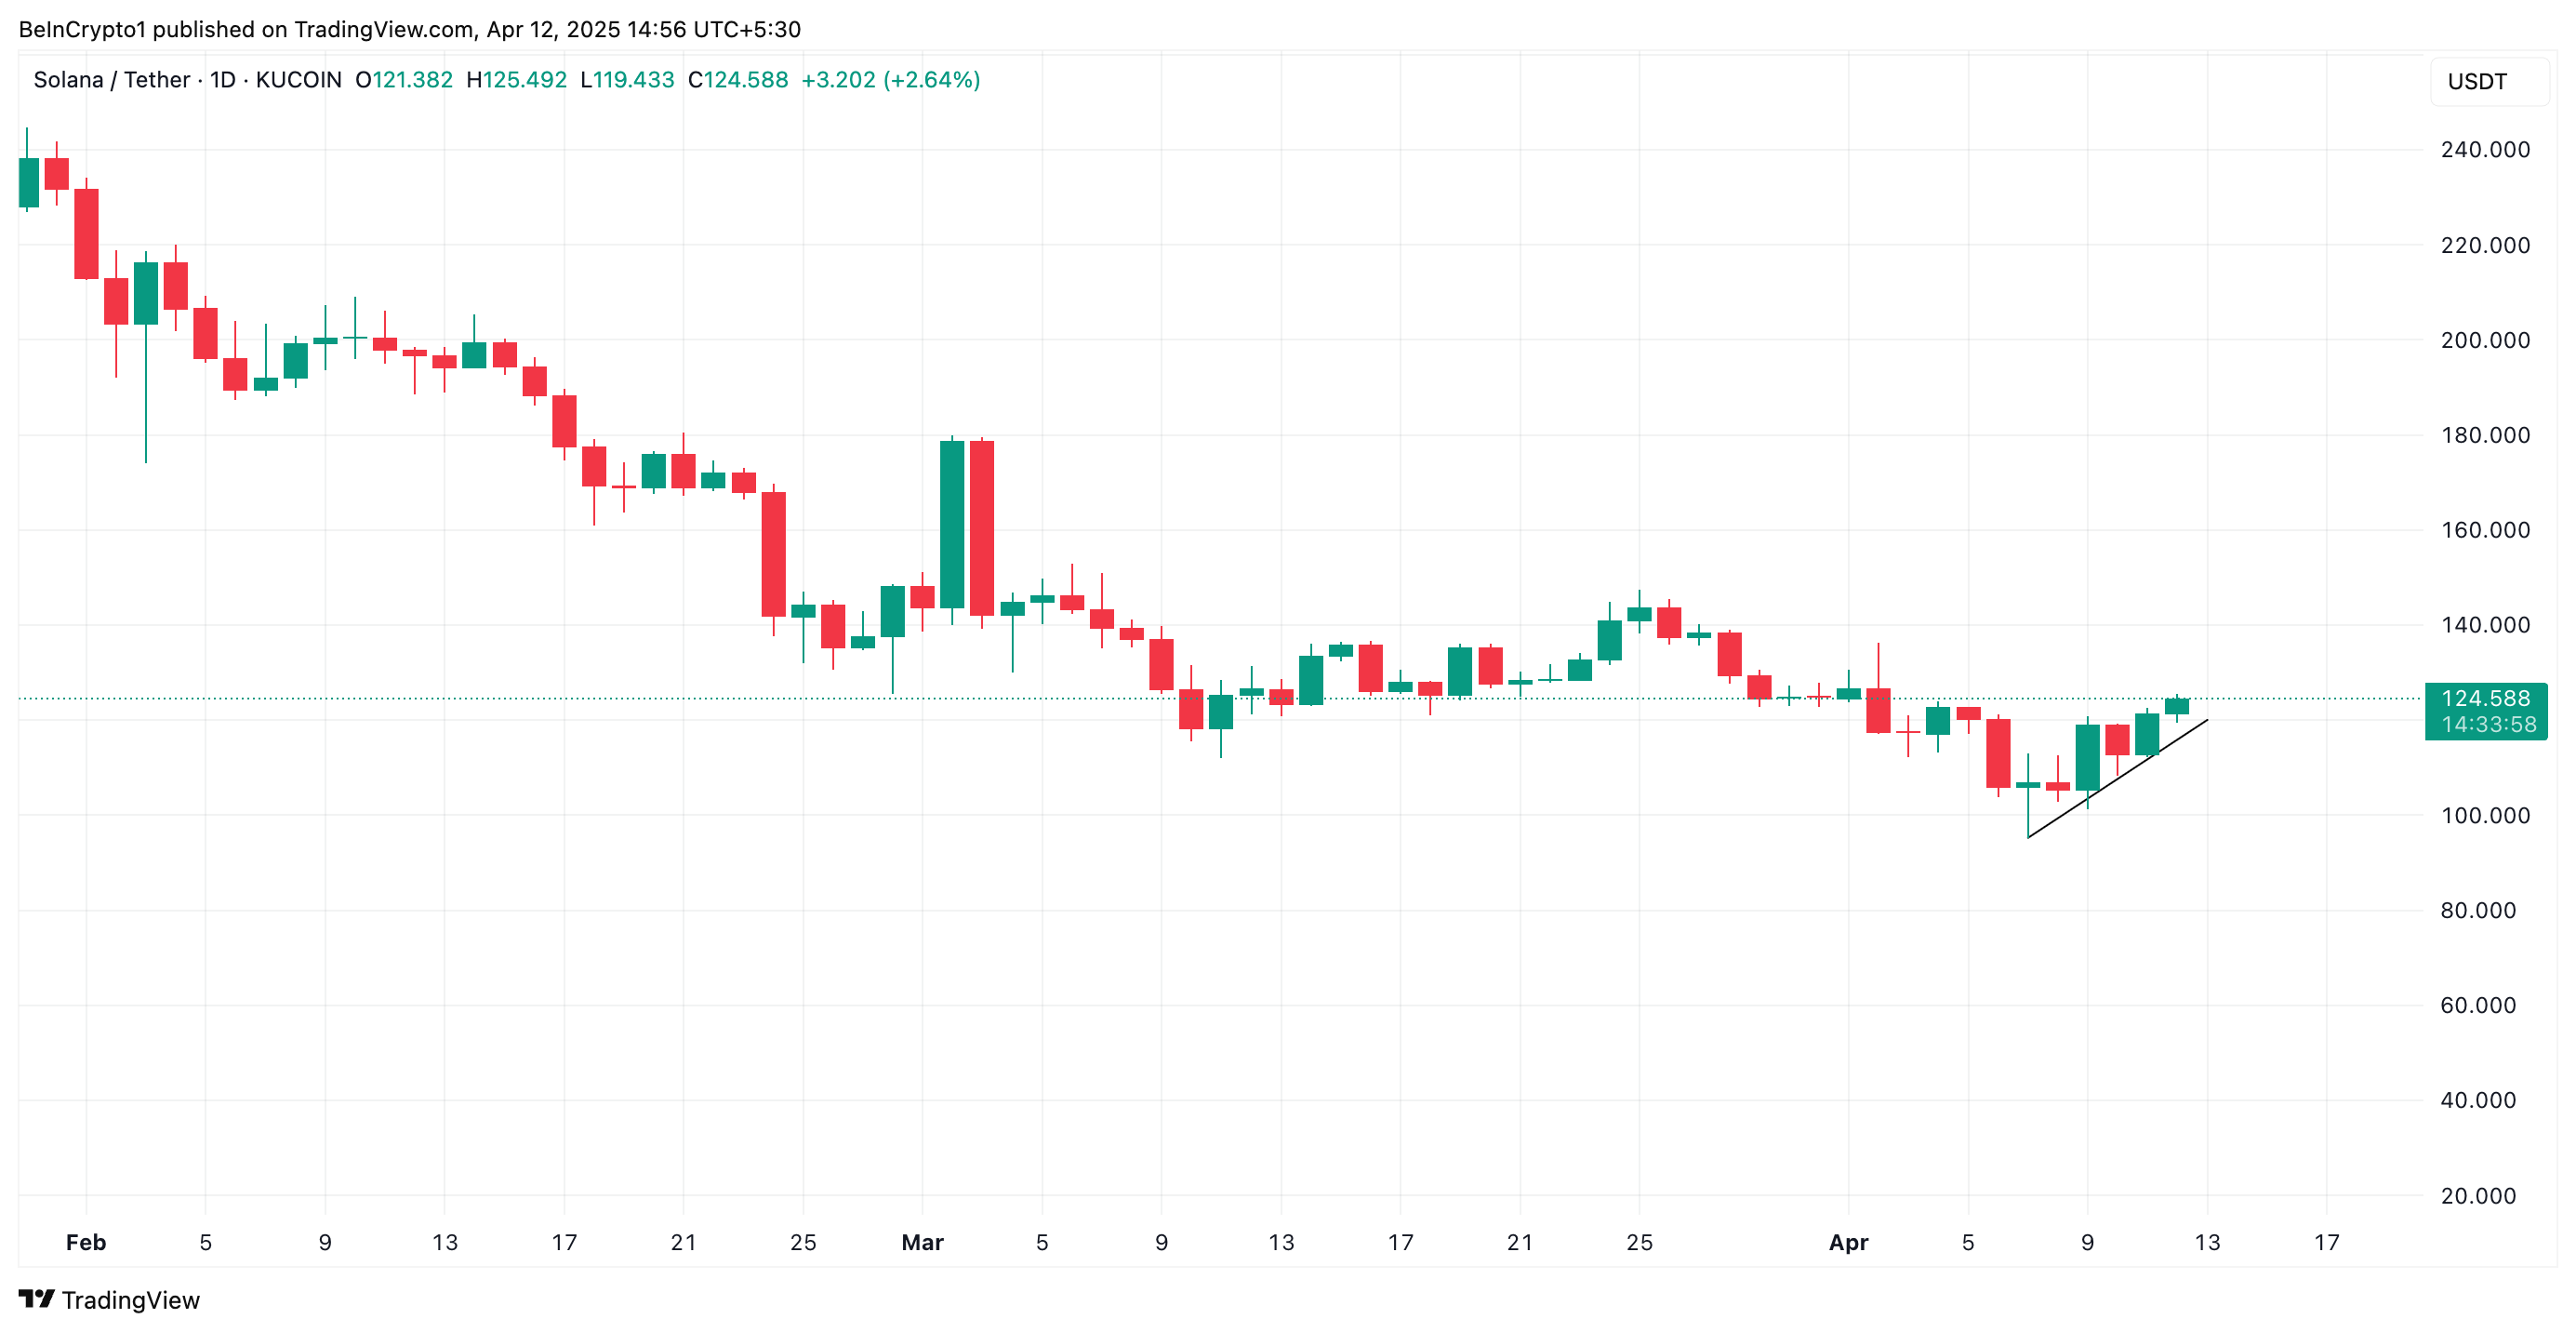 BeInCrypto1 published on TradingView.com, Apr 12, 2025 14:56 UTC+5:30
Solana / Tether · 1D · KUCOIN O121.382 H125.492 L119.433 C124.588 +3.202 (+2.64%)
USDT
240.000
220.000
200.000
180.000
160.000
140.000
124.588
14:33:58
100.000
80.000
60.000
40.000
20.000
Feb 5 9 13 17 21 25 Mar 5 9 13 17 21 25 Apr 5 9 13 17
TradingView